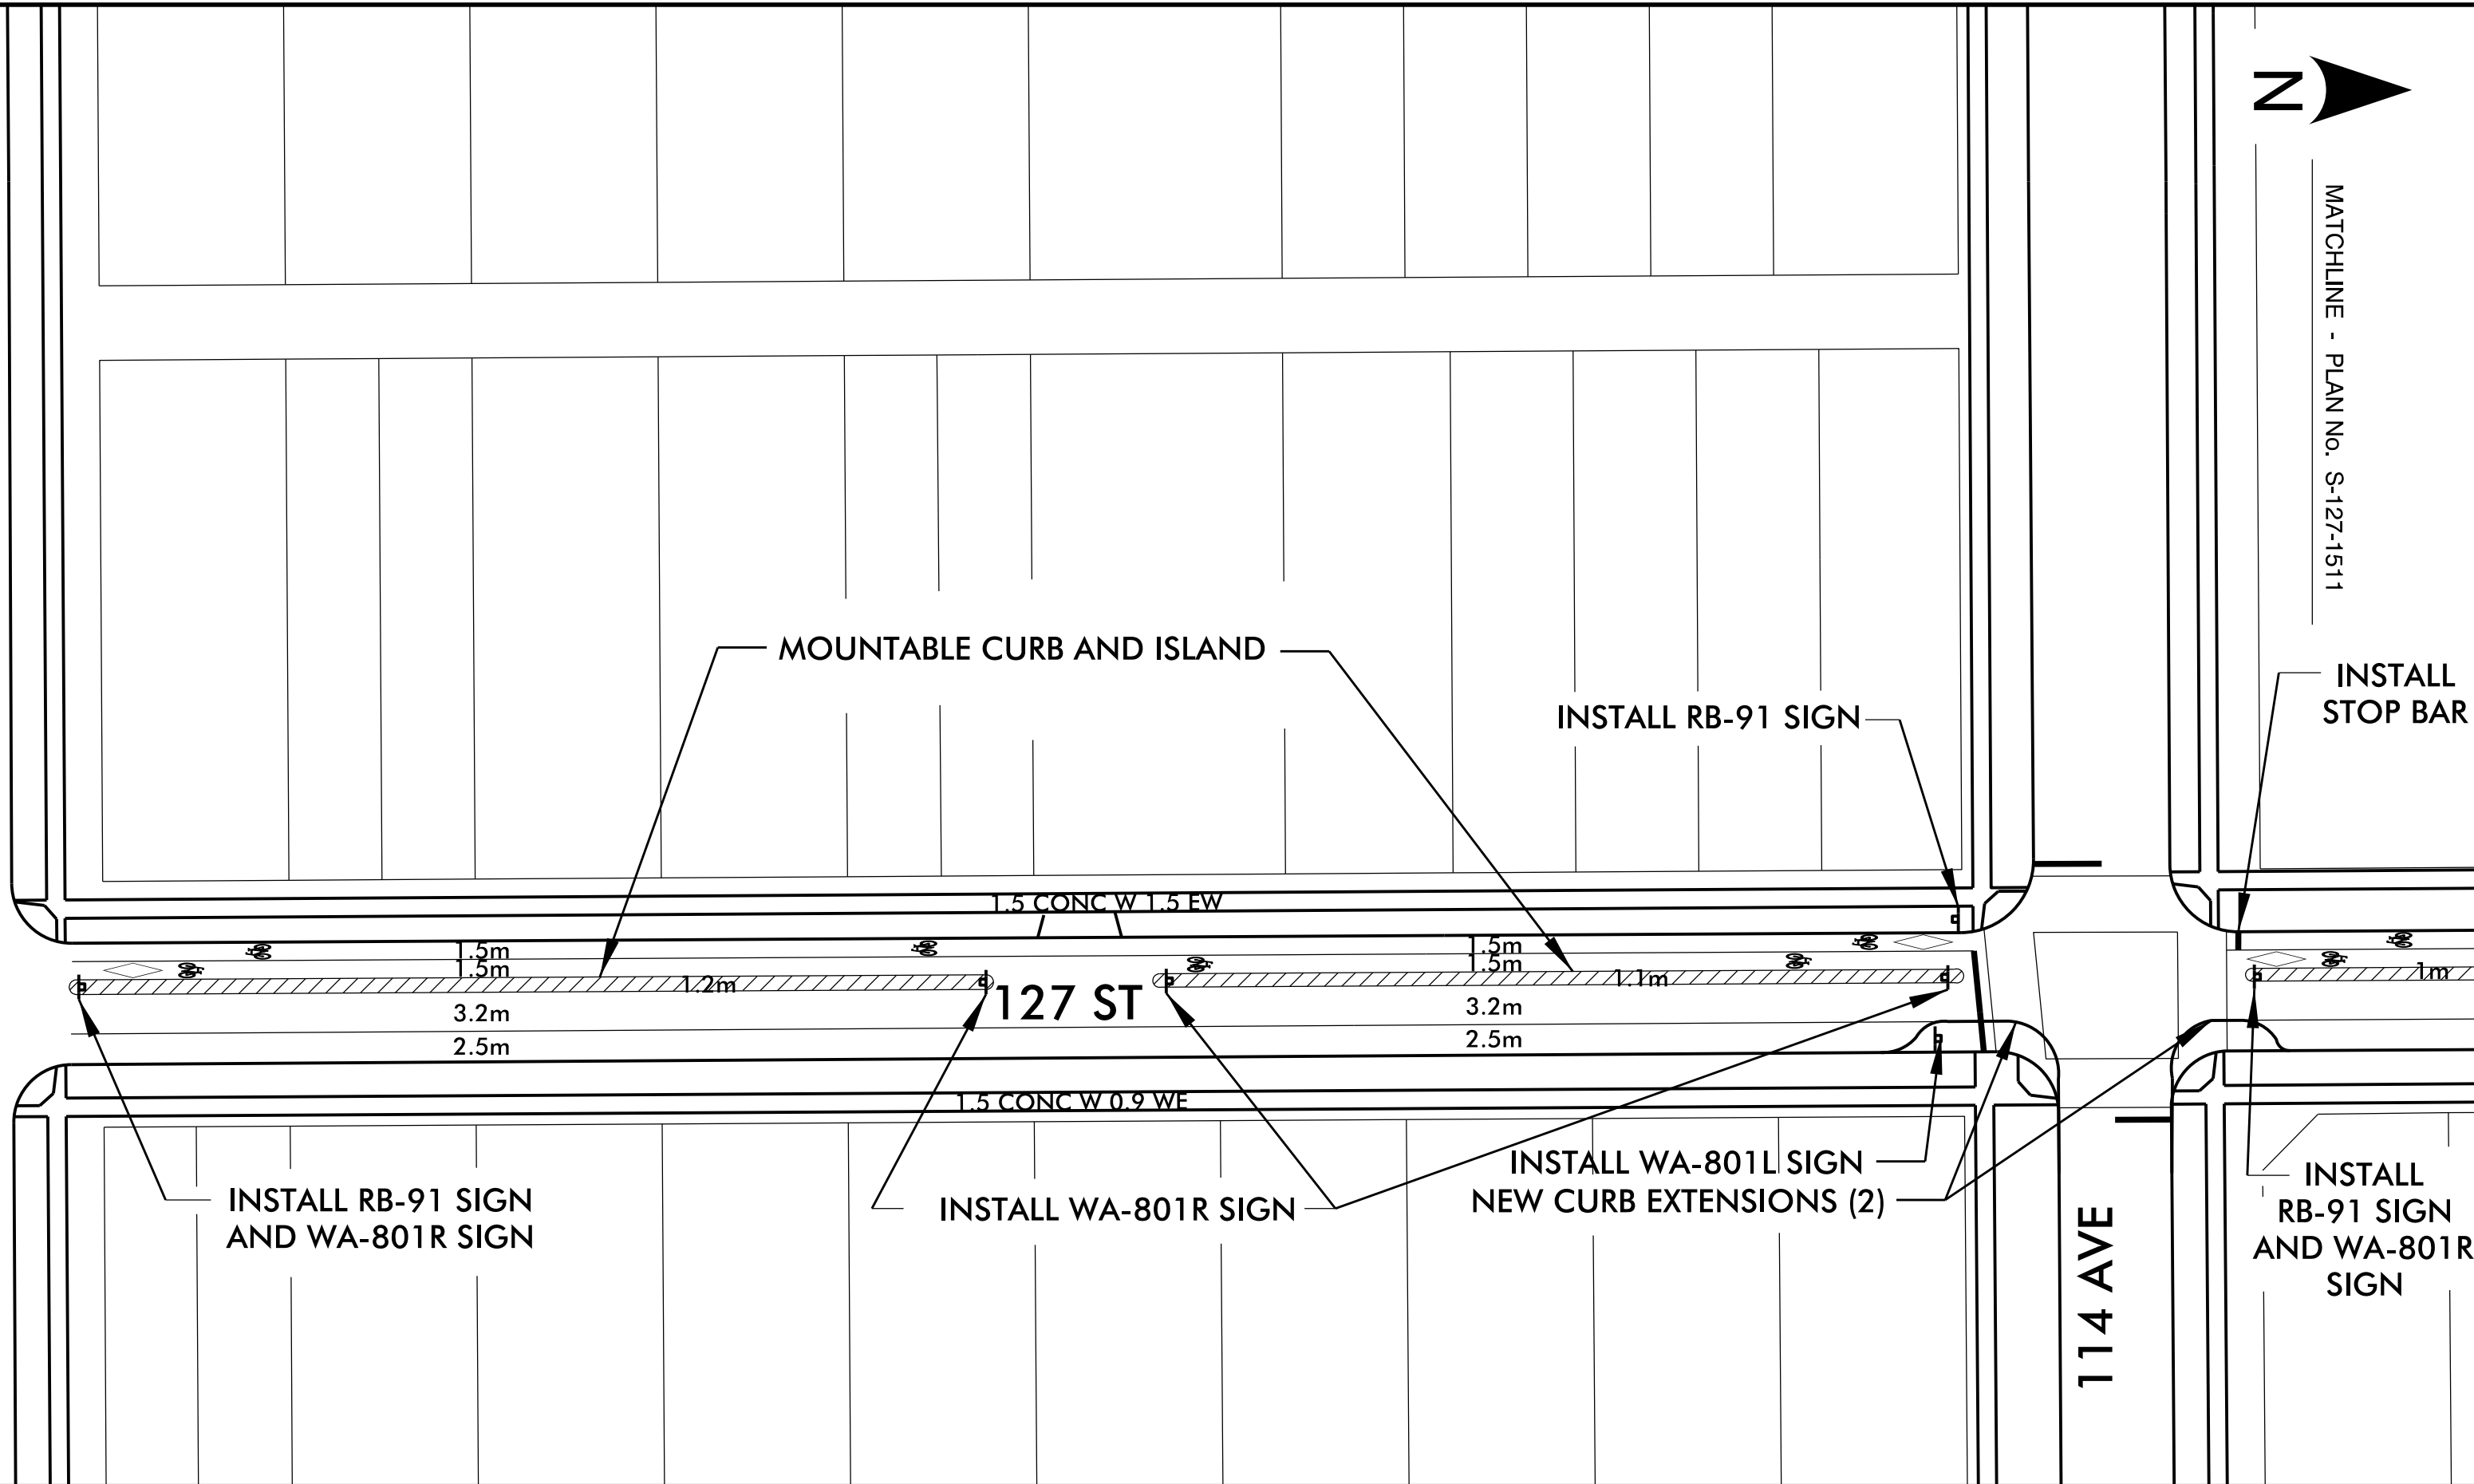 N
MATCHLINE - PLAN No. S-127-1511
MOUNTABLE CURB AND ISLAND
INSTALL RB-91 SIGN
INSTALL
STOP BAR
1.5 CONC W 1.5 EW
1.5m
1.5m
1.2m
3.2m
2.5m
127 ST
1.5m
1.5m
1.1m
3.2m
2.5m
1m
1.5 CONC W 0.9 WE
INSTALL RB-91 SIGN
AND WA-801R SIGN
INSTALL WA-801R SIGN
INSTALL WA-801L SIGN
NEW CURB EXTENSIONS (2)
114 AVE
INSTALL
RB-91 SIGN
AND WA-801R
SIGN